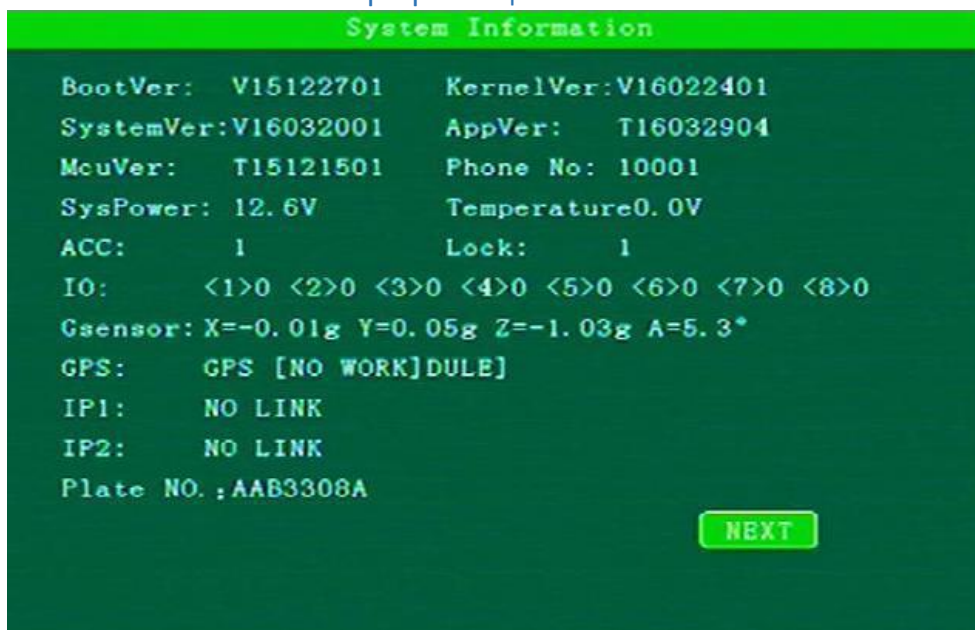 System Information
BootVer: V15122701 KernelVer:V16022401
SystemVer:V16032001 AppVer: T16032904
McuVer: T15121501 Phone No: 10001
SysPower: 12.6V Temperature0.0V
ACC: 1 Lock: 1
IO: <1>0 <2>0 <3>0 <4>0 <5>0 <6>0 <7>0 <8>0
Gsensor:X=-0.01g Y=0.05g Z=-1.03g A=5.3°
GPS: GPS [NO WORK]DULE]
IP1: NO LINK
IP2: NO LINK
Plate NO.:AAB3308A
NEXT